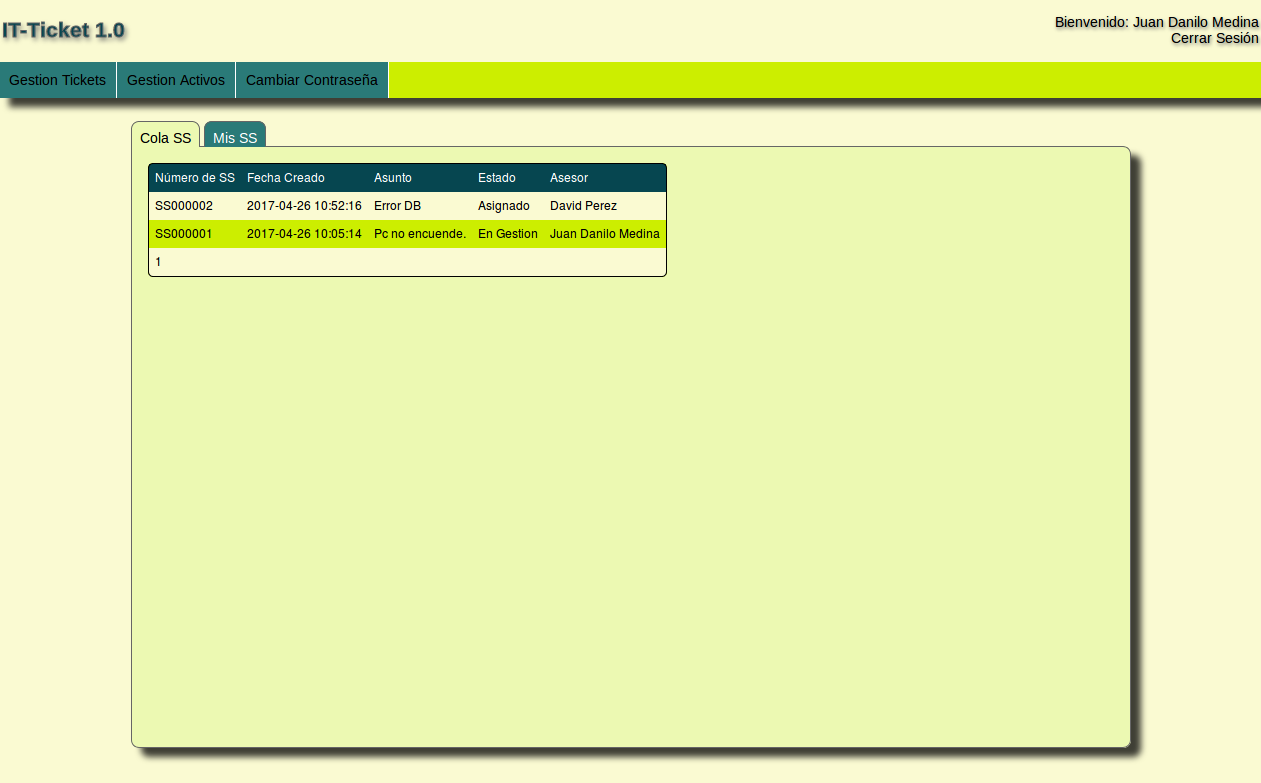 IT-Ticket 1.0
Bienvenido: Juan Danilo Medina
Cerrar Sesión
Gestion Tickets Gestion Activos Cambiar Contraseña
Cola SS Mis SS
Número de SS Fecha Creado Asunto Estado Asesor
SS000002 2017-04-26 10:52:16 Error DB Asignado David Perez
SS000001 2017-04-26 10:05:14 Pc no encuende. En Gestion Juan Danilo Medina
1